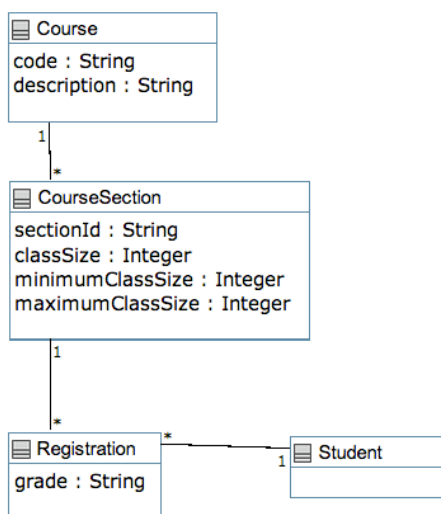 Course
code : String
description : String
1
*
CourseSection
sectionId : String
classSize : Integer
minimumClassSize : Integer
maximumClassSize : Integer
1
*
Registration
grade : String
*
1
Student